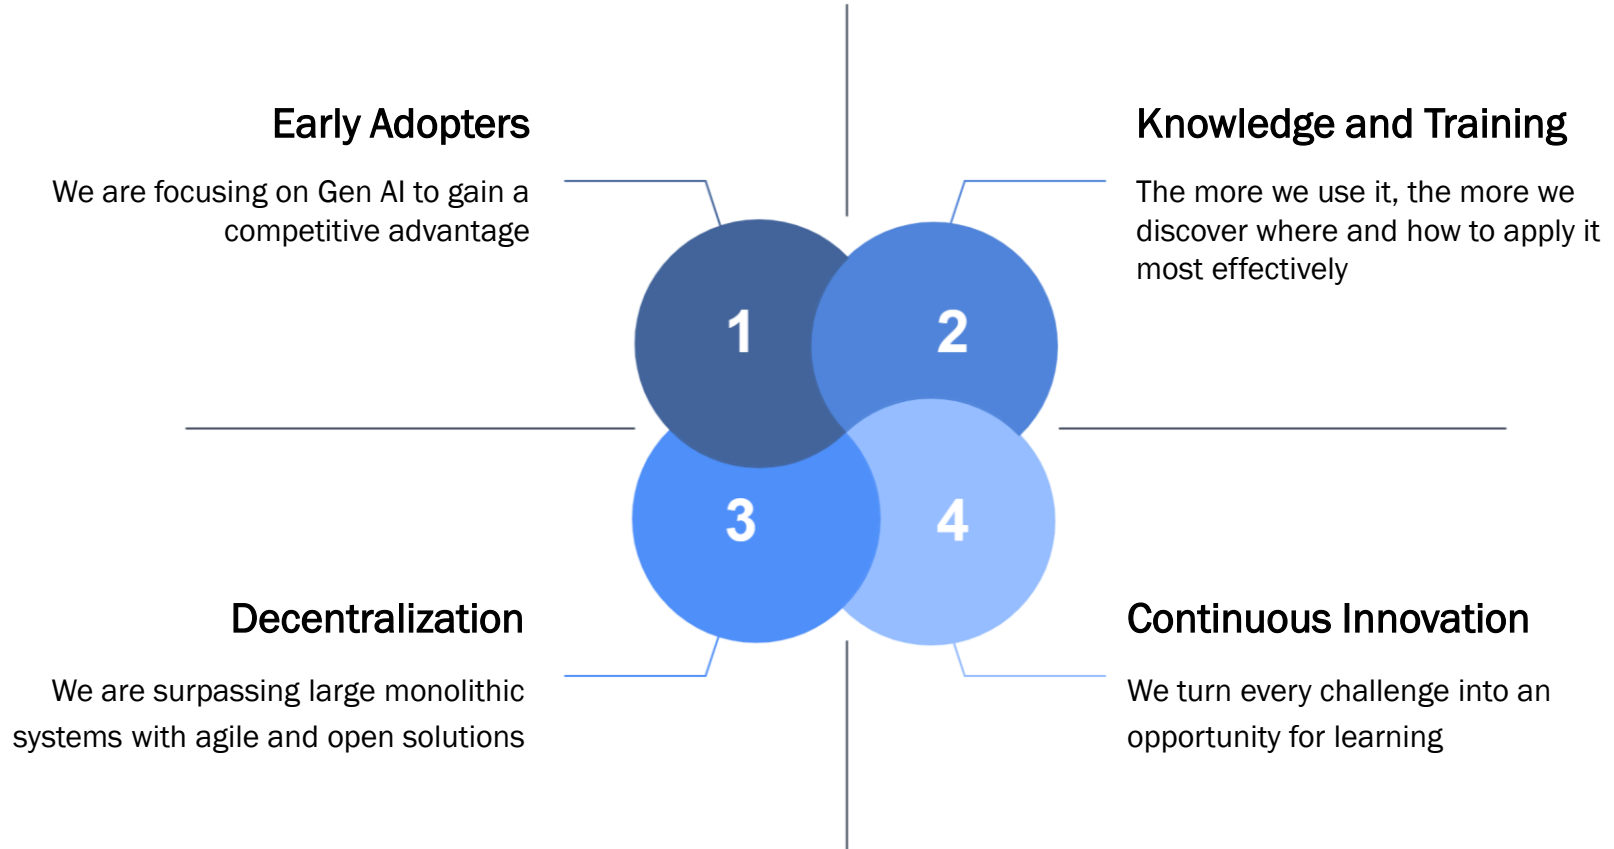 Early Adopters
We are focusing on Gen AI to gain a
competitive advantage
Knowledge and Training
The more we use it, the more we
discover where and how to apply it
most effectively
1
2
3
4
Decentralization
We are surpassing large monolithic
systems with agile and open solutions
Continuous Innovation
We turn every challenge into an
opportunity for learning